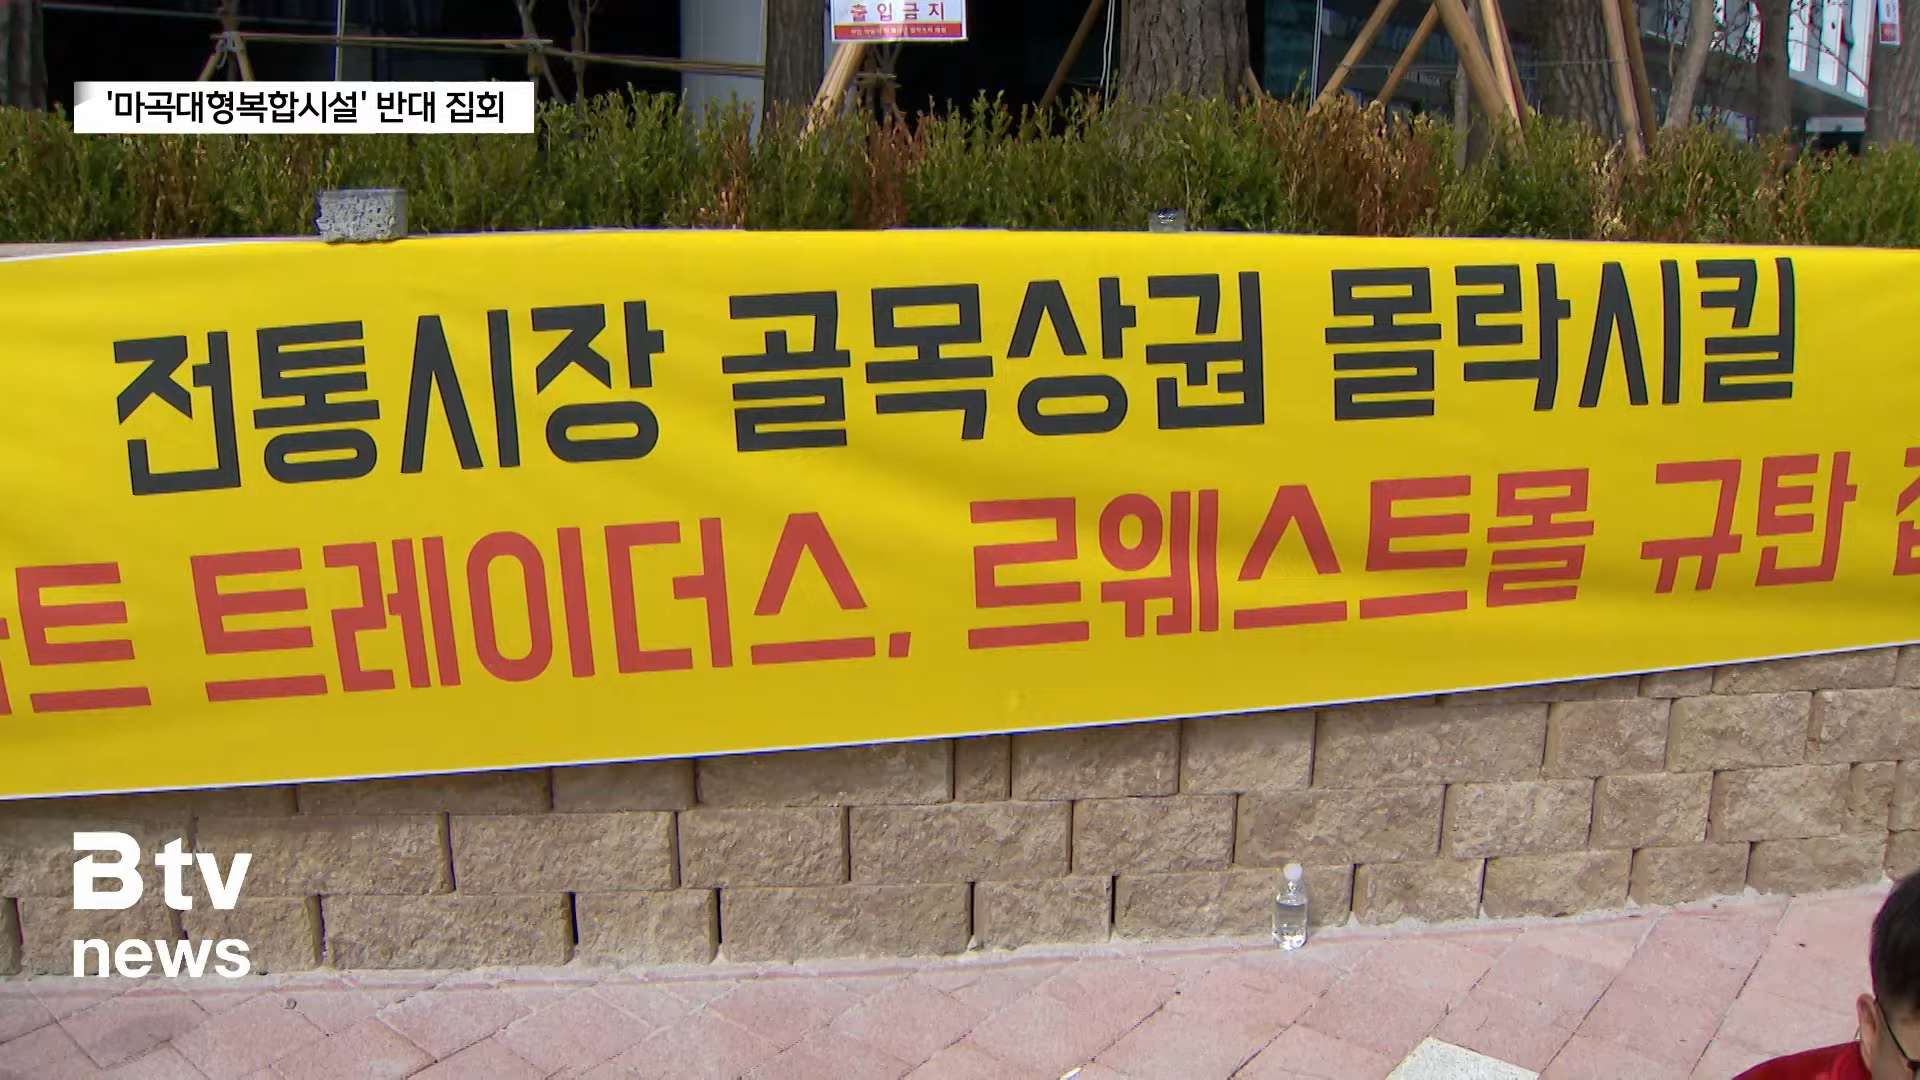 출입금지
'마곡대형복합시설' 반대 집회
전통시장 골목상권 몰락시킬
트 트레이더스, 르웨스트몰 규탄
B tv
news